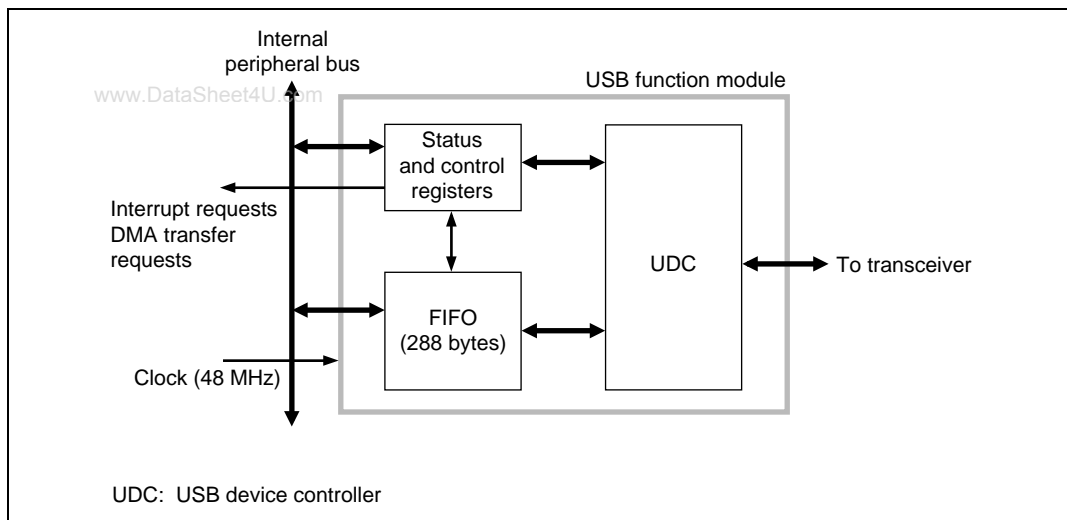 Internal
peripheral bus
www.DataSheet4U.com
USB function module
Status
and control
registers
Interrupt requests
DMA transfer
requests
UDC
To transceiver
FIFO
(288 bytes)
Clock (48 MHz)
UDC: USB device controller